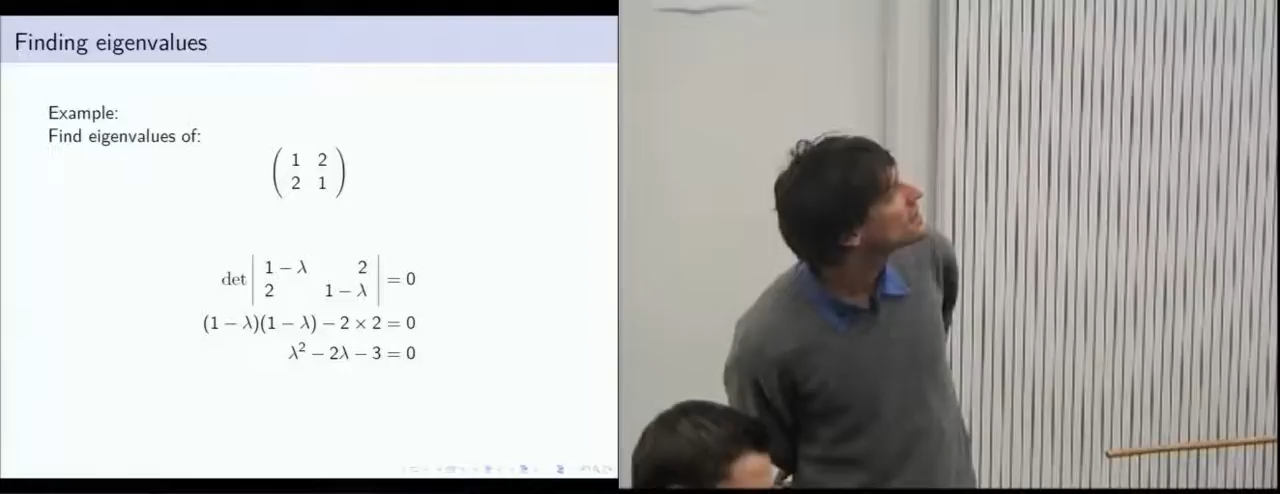 Finding eigenvalues
Example:
Find eigenvalues of:
( 1 2
2 1 )
det | 1 − λ 2
2 1 − λ | = 0
(1 − λ)(1 − λ) − 2 × 2 = 0
λ² − 2λ − 3 = 0